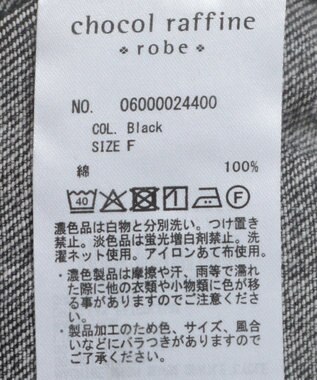 chocol raffine
robe
NO. 06000024400
COL. Black
SIZE F
綿 100%
40 F
濃色品は白物と分別洗い。つけ置き
禁止。淡色品は蛍光増白剤禁止。洗
濯ネット使用。アイロンあて布使用。
・濃色製品は摩擦や汗、雨等で濡れ
た際に他の衣類や小物類に色が移
る事がありますのでご注意くださ
い。
・製品加工のため色、サイズ、風合
いなどにバラつきがありますので
ご了承ください。